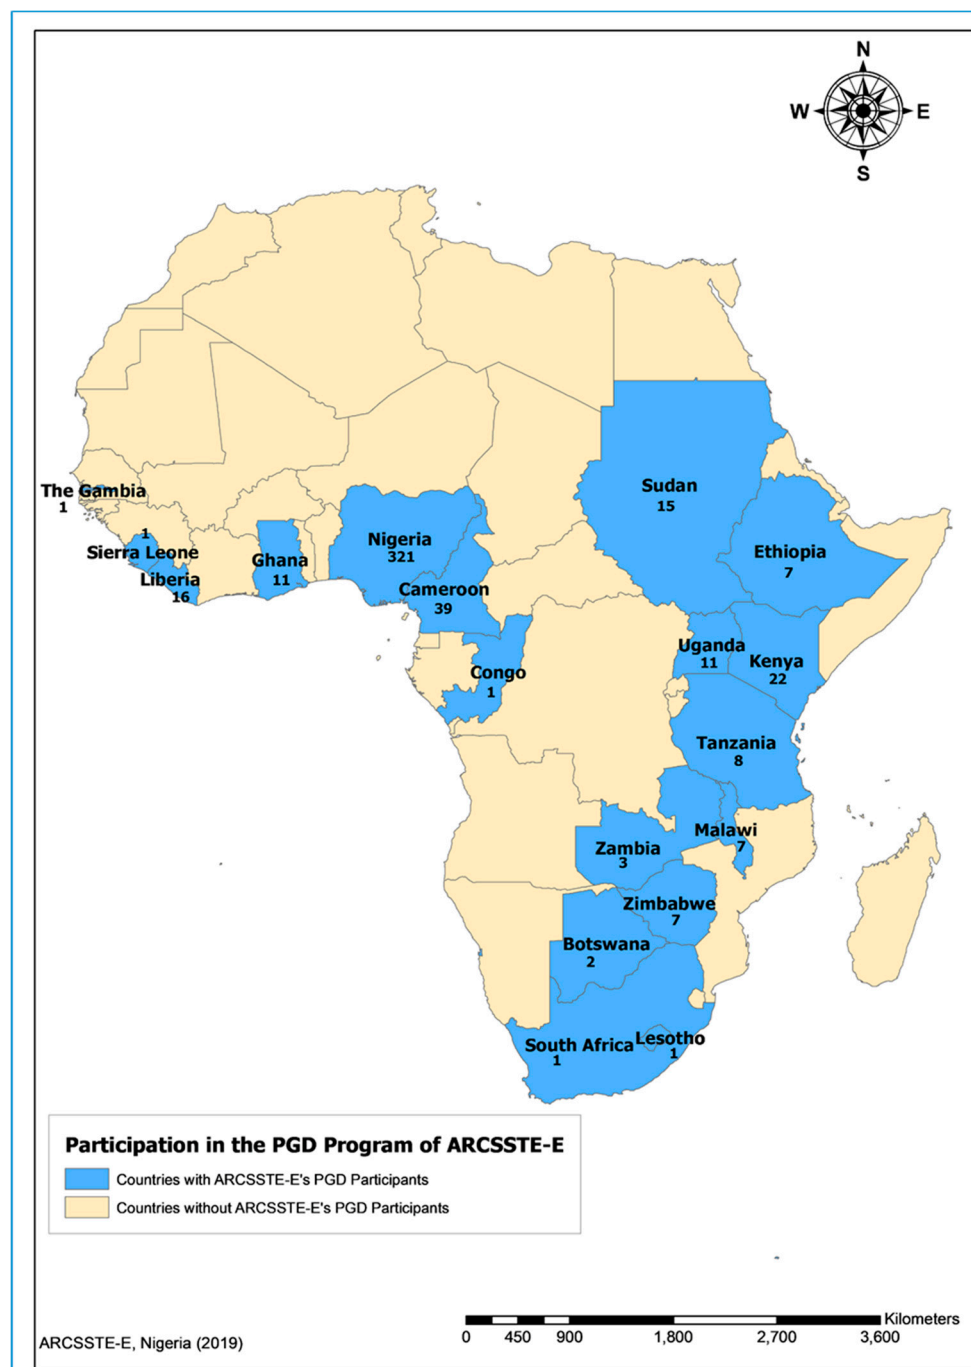 N
W E
S
The Gambia
1
1
Sierra Leone
Liberia
16
Ghana
11
Nigeria
321
Cameroon
39
Congo
1
Sudan
15
Ethiopia
7
Uganda
11
Kenya
22
Tanzania
8
Malawi
7
Zambia
3
Zimbabwe
7
Botswana
2
South Africa
1
Lesotho
1
Participation in the PGD Program of ARCSSTE-E
Countries with ARCSSTE-E's PGD Participants
Countries without ARCSSTE-E's PGD Participants
Kilometers
0 450 900 1,800 2,700 3,600
ARCSSTE-E, Nigeria (2019)